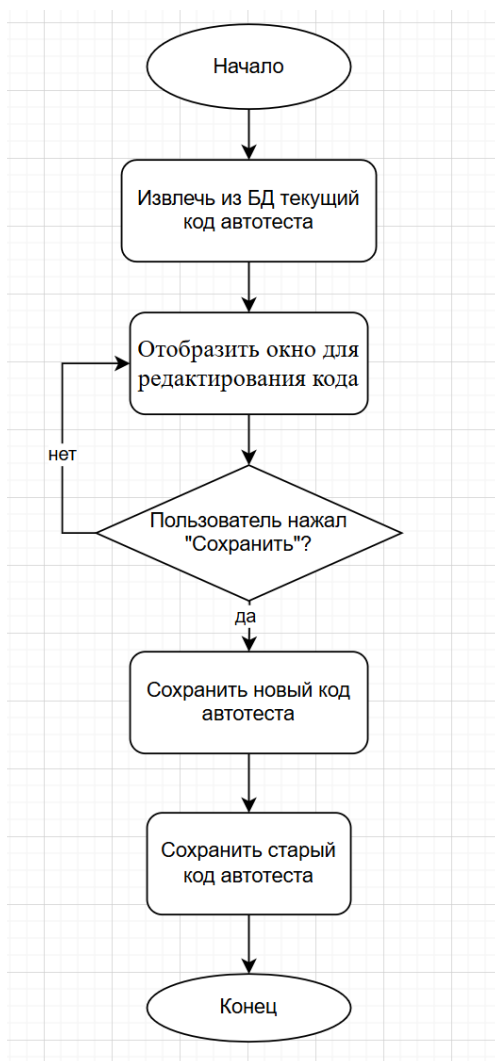 Начало
Извлечь из БД текущий
код автотеста
Отобразить окно для
редактирования кода
нет
Пользователь нажал
"Сохранить"?
да
Сохранить новый код
автотеста
Сохранить старый
код автотеста
Конец